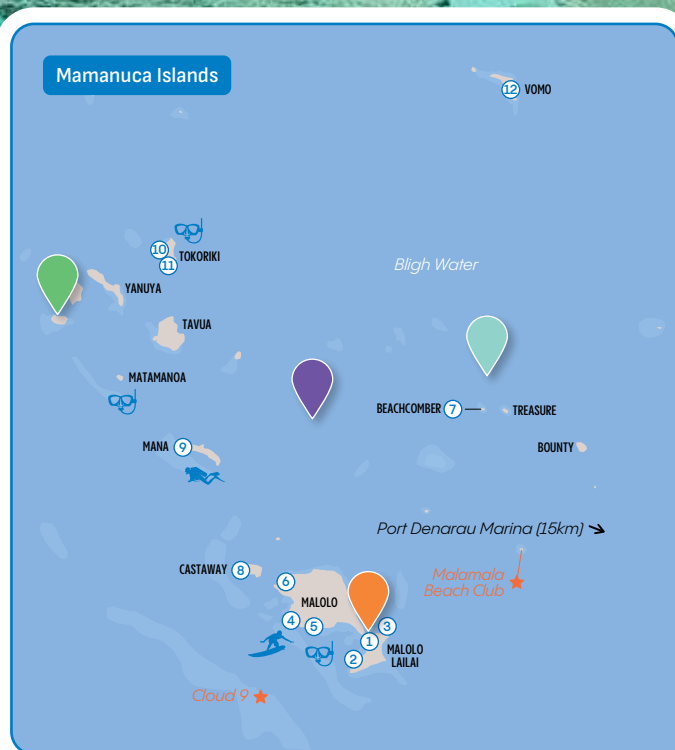 Mamanuca Islands
12 VOMO
10
11
TOKORIKI
Bligh Water
YANUYA
TAVUA
MATAMANOA
BEACHCOMBER 7
TREASURE
MANA 9
BOUNTY
Port Denarau Marina (15km)
CASTAWAY 8
6
Malamala
Beach Club
MALOLO
4
5
3
1
2
MALOLO
LAILAI
Cloud 9